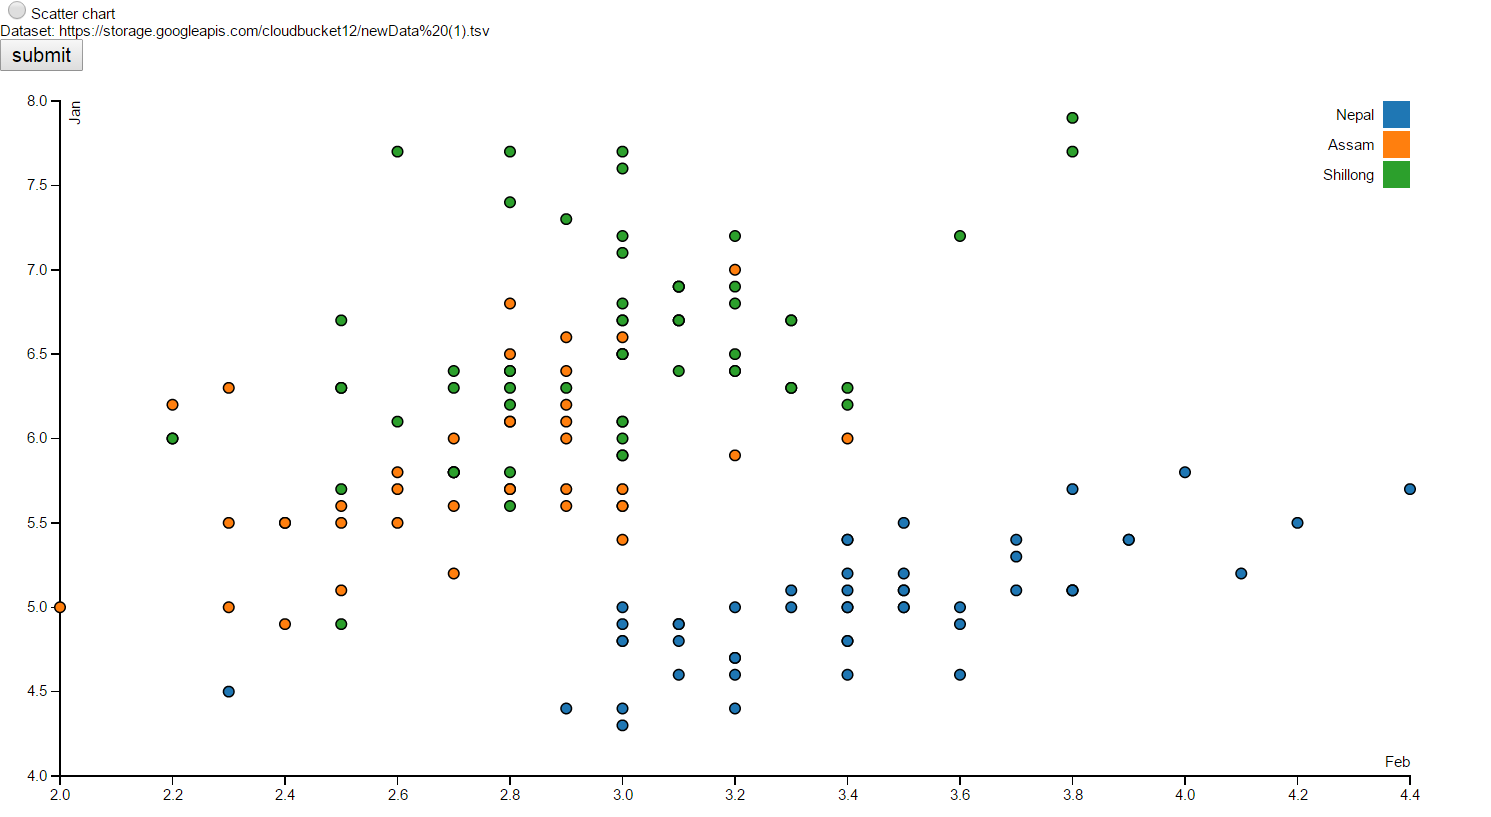 Scatter chart
Dataset: https://storage.googleapis.com/cloudbucket12/newData%20(1).tsv
submit
Jan
8.0
7.5
7.0
6.5
6.0
5.5
5.0
4.5
4.0
Nepal
Assam
Shillong
Feb
2.0 2.2 2.4 2.6 2.8 3.0 3.2 3.4 3.6 3.8 4.0 4.2 4.4